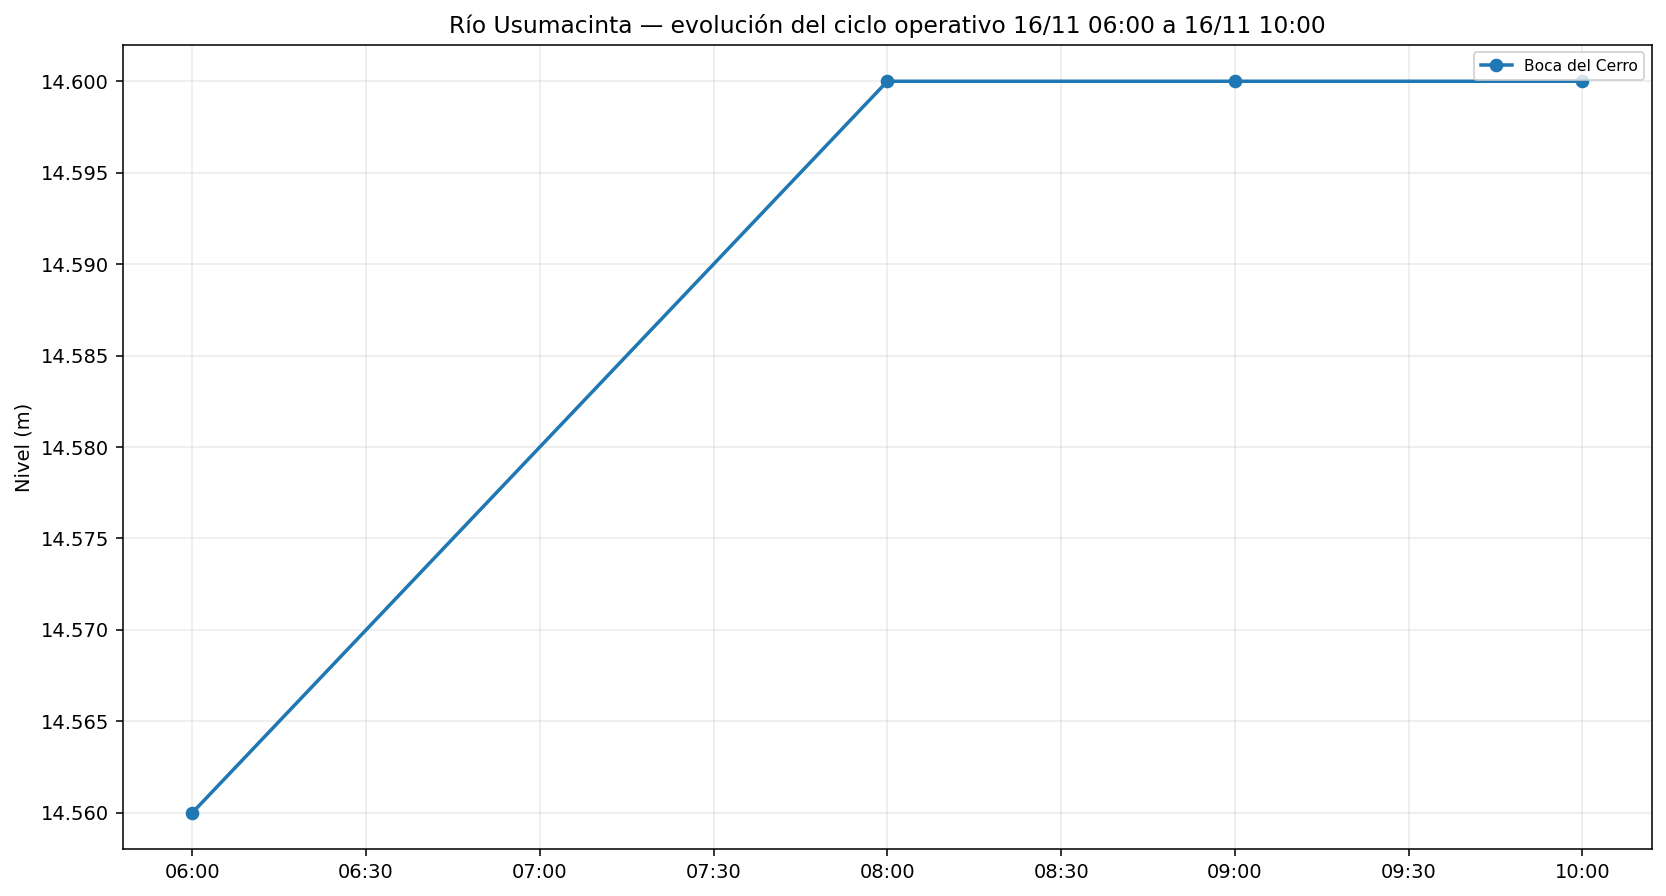 Río Usumacinta — evolución del ciclo operativo 16/11 06:00 a 16/11 10:00
Boca del Cerro
Nivel (m)
14.600
14.595
14.590
14.585
14.580
14.575
14.570
14.565
14.560
06:00 06:30 07:00 07:30 08:00 08:30 09:00 09:30 10:00